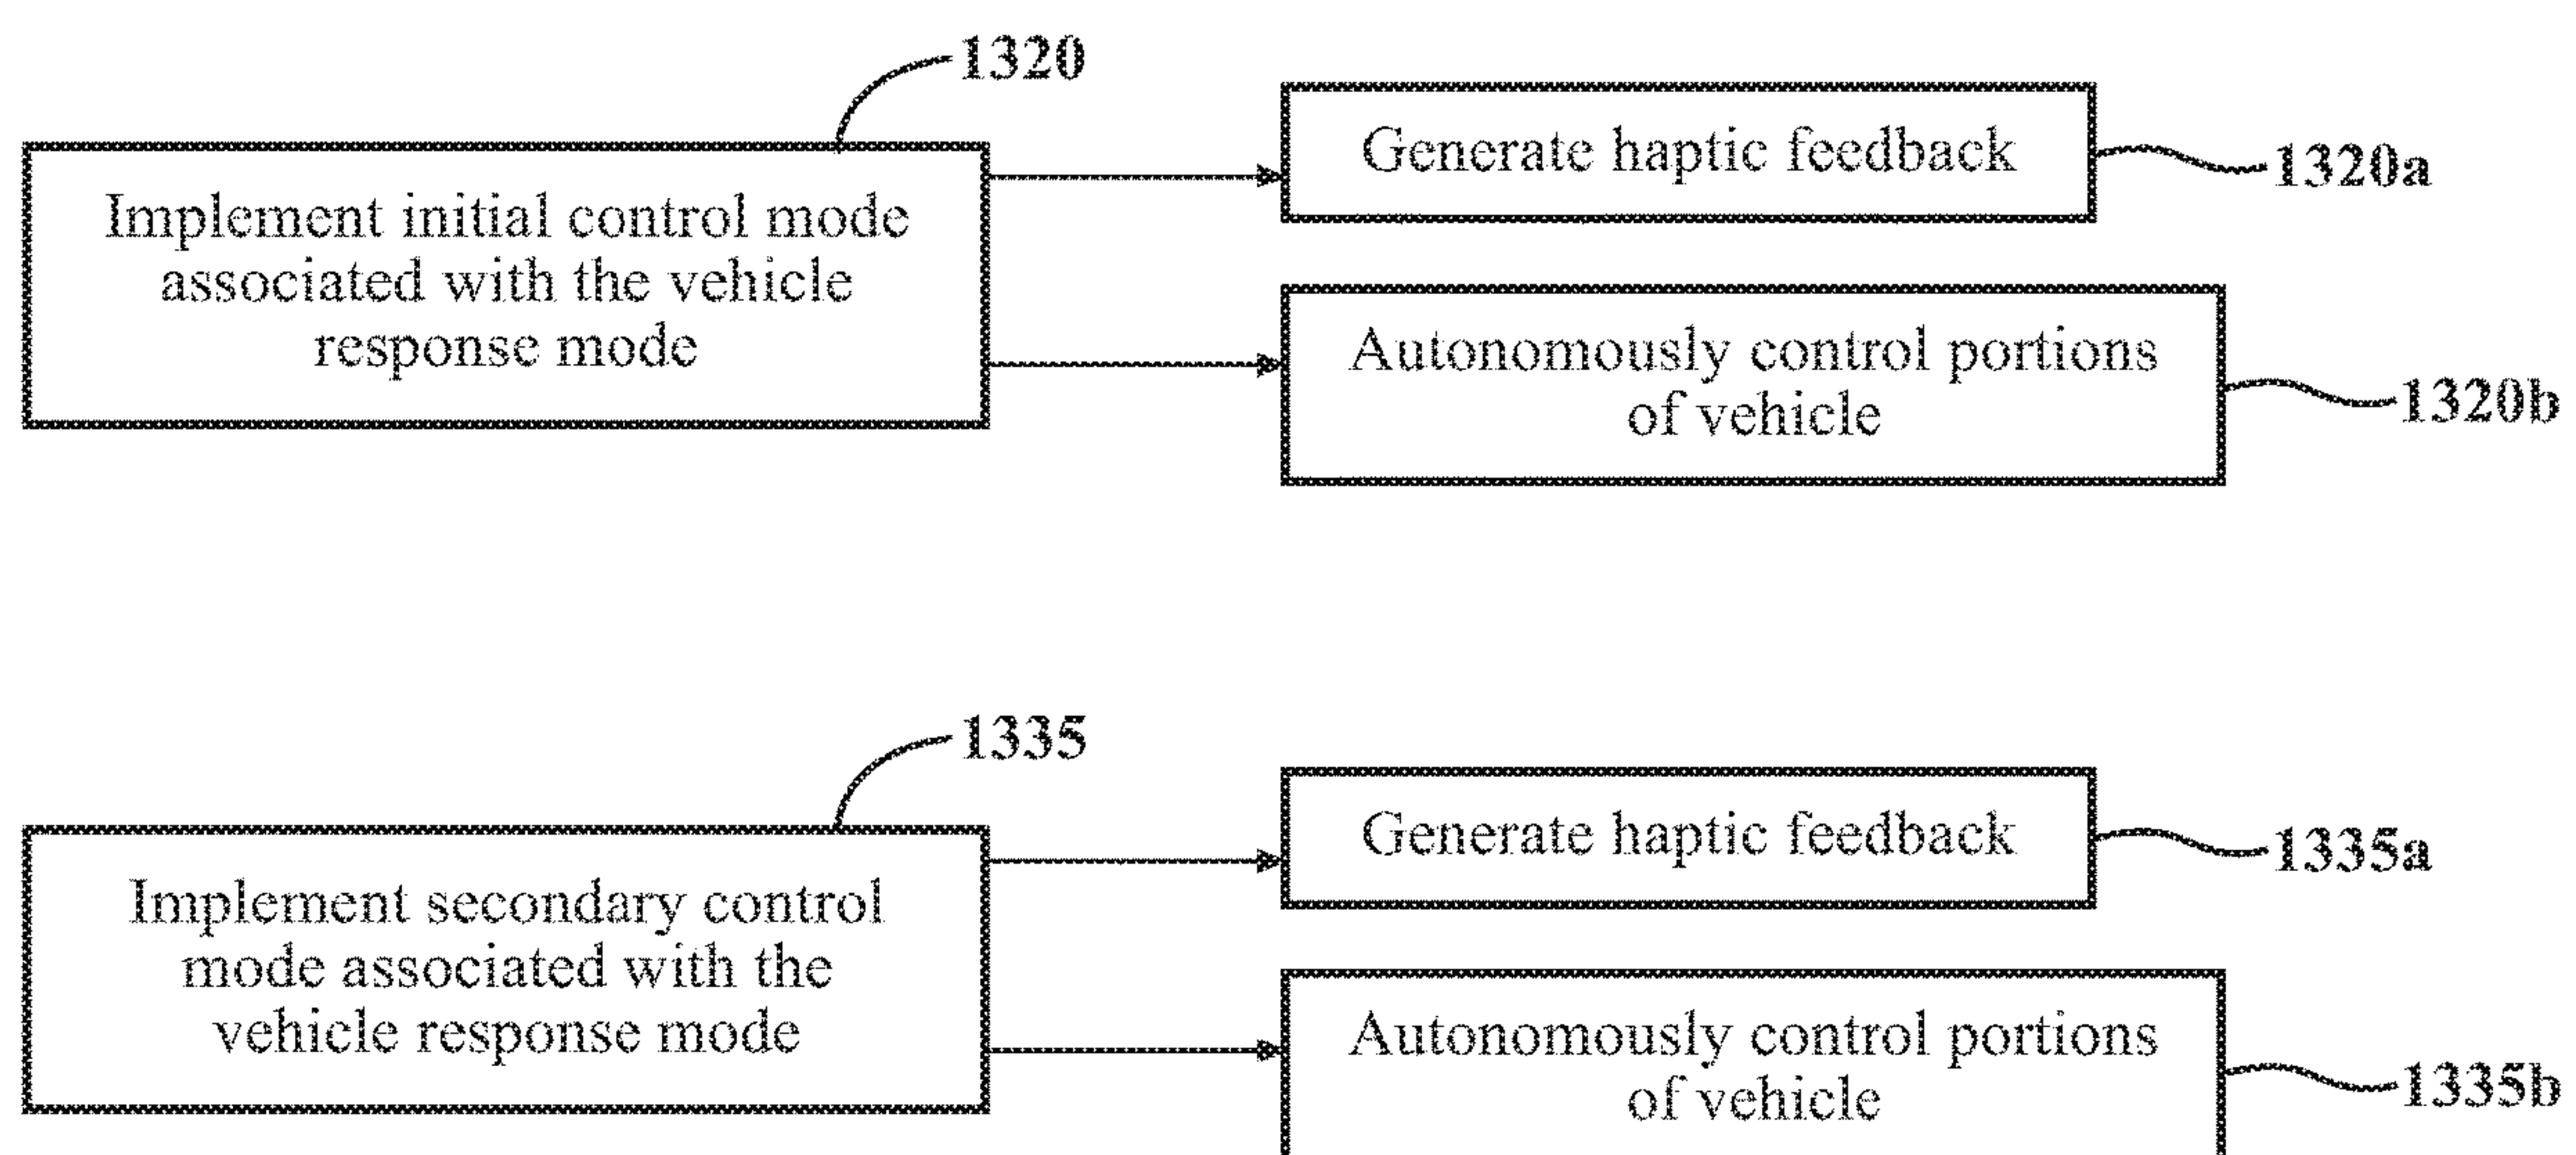 1320
Implement initial control mode
associated with the vehicle
response mode
Generate haptic feedback
1320a
Autonomously control portions
of vehicle
1320b
1335
Implement secondary control
mode associated with the
vehicle response mode
Generate haptic feedback
1335a
Autonomously control portions
of vehicle
1335b